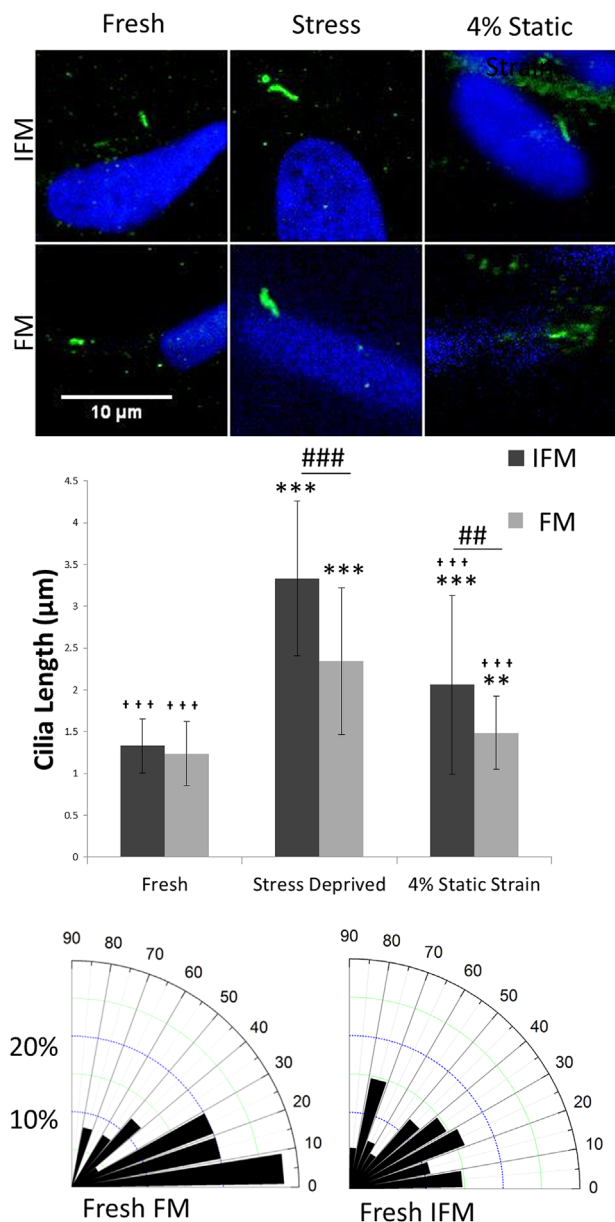 Fresh Stress 4% Static
Strain
IFM
FM
10 µm
IFM
FM
###
***
***
##
+++
***
+++
**
+++ +++
Cilia Length (µm)
4.5
4
3.5
3
2.5
2
1.5
1
0.5
0
Fresh Stress Deprived 4% Static Strain
90 80 70 60 50 40 30 20 10 0
20%
10%
Fresh FM
90 80 70 60 50 40 30 20 10 0
Fresh IFM